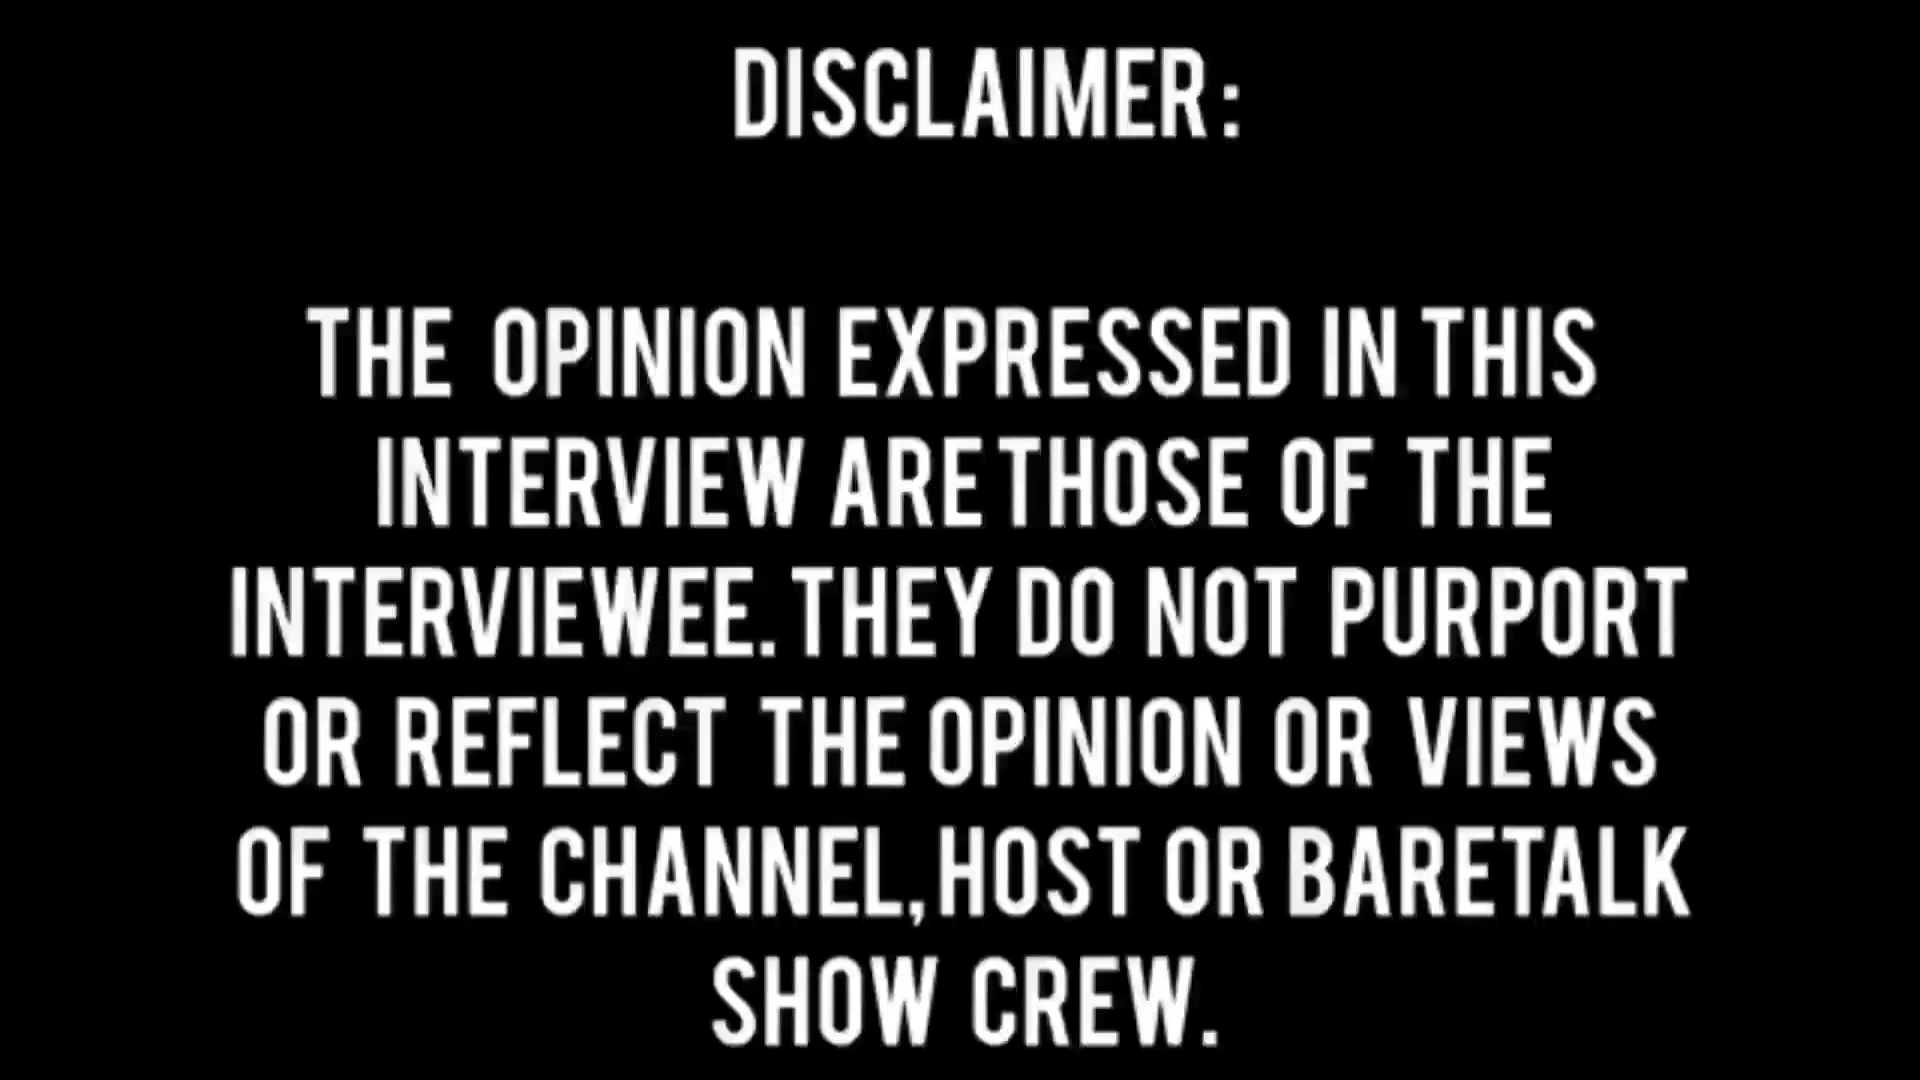 DISCLAIMER:
THE OPINION EXPRESSED IN THIS
INTERVIEW ARE THOSE OF THE
INTERVIEWEE. THEY DO NOT PURPORT
OR REFLECT THE OPINION OR VIEWS
OF THE CHANNEL, HOST OR BARETALK
SHOW CREW.